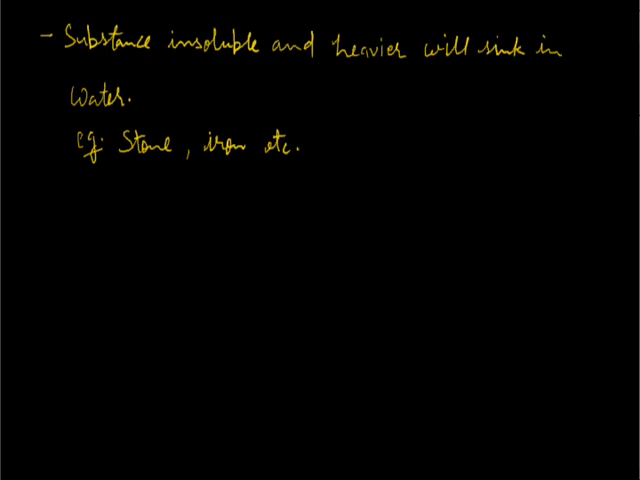 - Substance insoluble and heavier will sink in
water.
eg: Stone, iron etc.